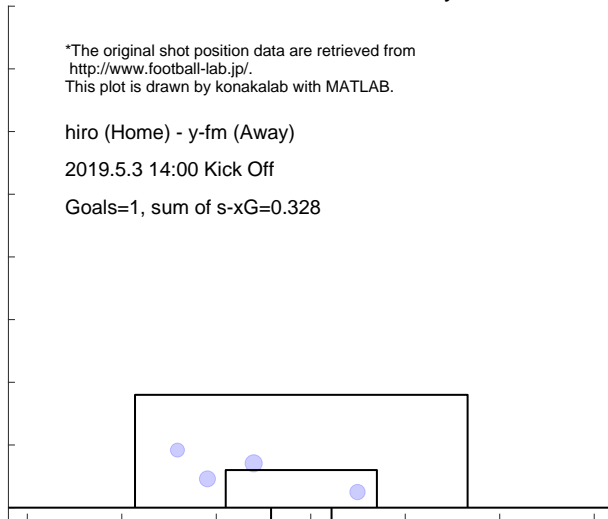 *The original shot position data are retrieved from
http://www.football-lab.jp/.
This plot is drawn by konakalab with MATLAB.
hiro (Home) - y-fm (Away)
2019.5.3 14:00 Kick Off
Goals=1, sum of s-xG=0.328